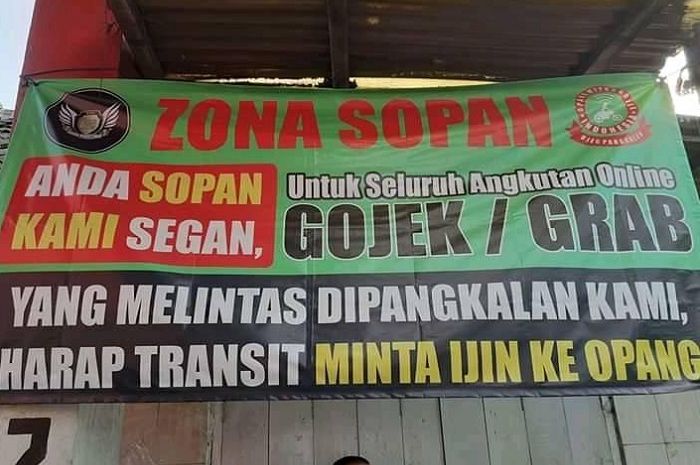 ZONA SOPAN
INDONESIA
ANDA SOPAN
KAMI SEGAN,
Untuk Seluruh Angkutan Online
GOJEK / GRAB
YANG MELINTAS DIPANGKALAN KAMI,
HARAP TRANSIT MINTA IJIN KE OPANG
Z